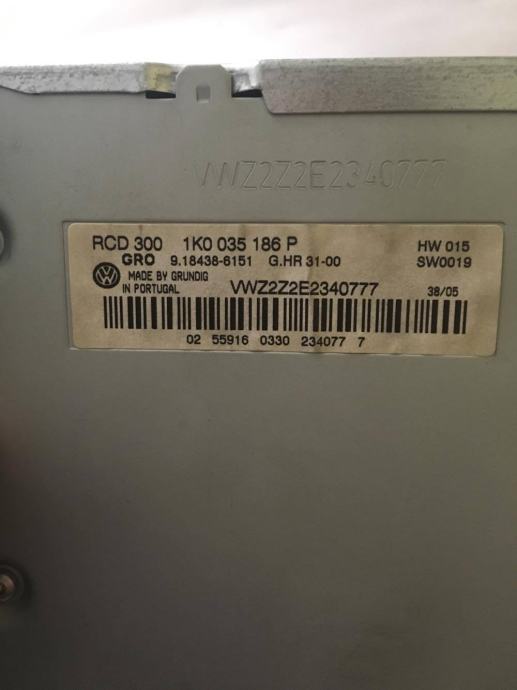 VWZ2Z2E2340777
RCD 300 1K0 035 186 P HW 015
GRO 9.18438-6151 G.HR 31-00 SW0019
MADE BY GRUNDIG
IN PORTUGAL VWZ2Z2E2340777 38/05
02 55916 0330 234077 7